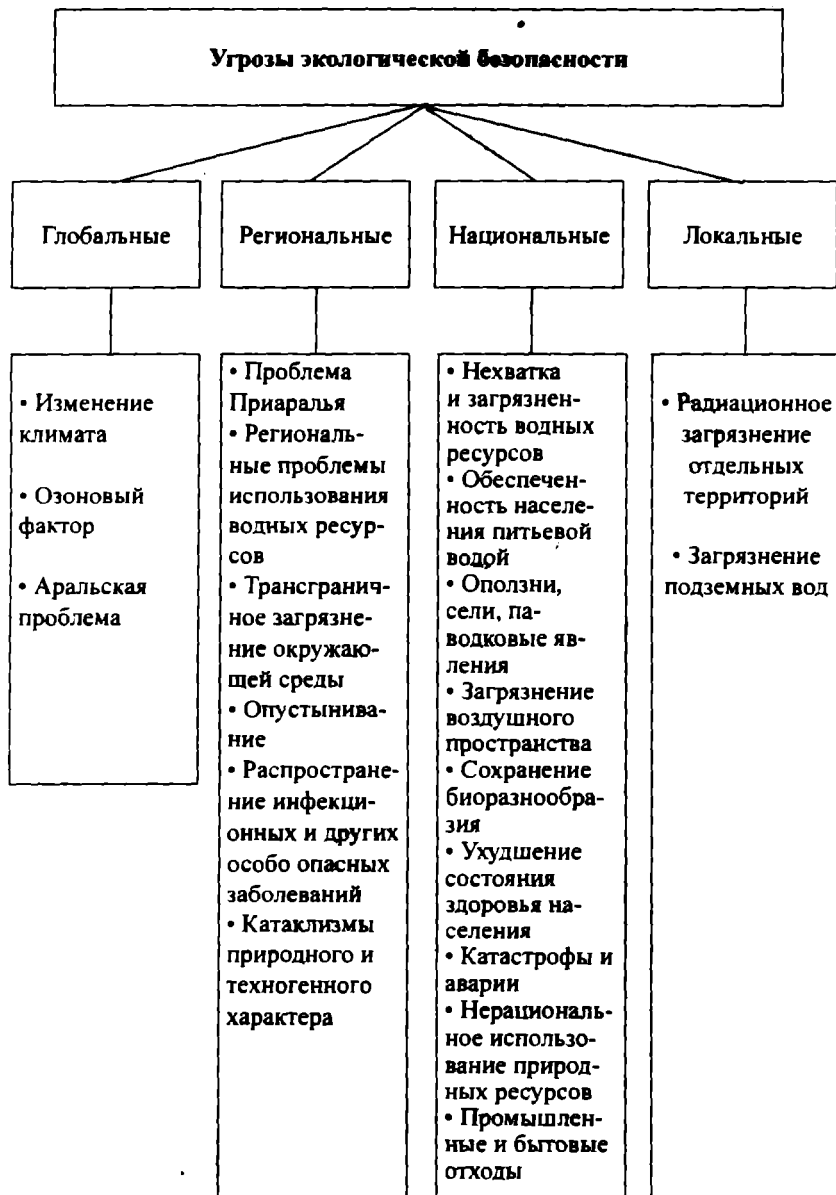 Угрозы экологической безопасности
Глобальные
Региональные
Национальные
Локальные
• Изменение
климата
• Озоновый
фактор
• Аральская
проблема
• Проблема
Приаралья
• Региональ-
ные проблемы
использования
водных ресур-
сов
• Трансгранич-
ное загрязне-
ние окружаю-
щей среды
• Опустынива-
ние
• Распростране-
ние инфекци-
онных и других
особо опасных
заболеваний
• Катаклизмы
природного и
техногенного
характера
• Нехватка
и загрязнен-
ность водных
ресурсов
• Обеспечен-
ность населе-
ния питьевой
водой
• Оползни,
сели, па-
водковые яв-
ления
• Загрязнение
воздушного
пространства
• Сохранение
биоразнообра-
зия
• Ухудшение
состояния
здоровья на-
селения
• Катастрофы и
аварии
• Нерациональ-
ное использо-
вание природ-
ных ресурсов
• Промышлен-
ные и бытовые
отходы
• Радиационное
загрязнение
отдельных
территорий
• Загрязнение
подземных вод